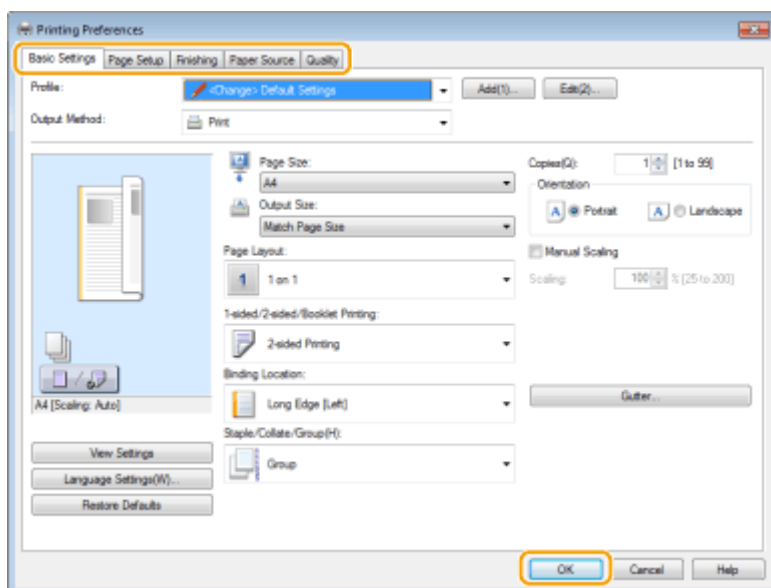 Printing Preferences
Basic Settings Page Setup Finishing Paper Source Quality
Profile: <Change> Default Settings Add(1)... Edit(2)...
Output Method: Print
Page Size:
A4
Output Size:
Match Page Size
Page Layout:
1 1 on 1
1-sided/2-sided/Booklet Printing:
2-sided Printing
Binding Location:
Long Edge [Left]
Staple/Collate/Group(H):
Group
Copies(Q): 1 [1 to 99]
Orientation
A Portrait A Landscape
Manual Scaling
Scaling: 100 % [25 to 200]
Gutter...
A4 [Scaling: Auto]
View Settings
Language Settings(W)...
Restore Defaults
OK Cancel Help